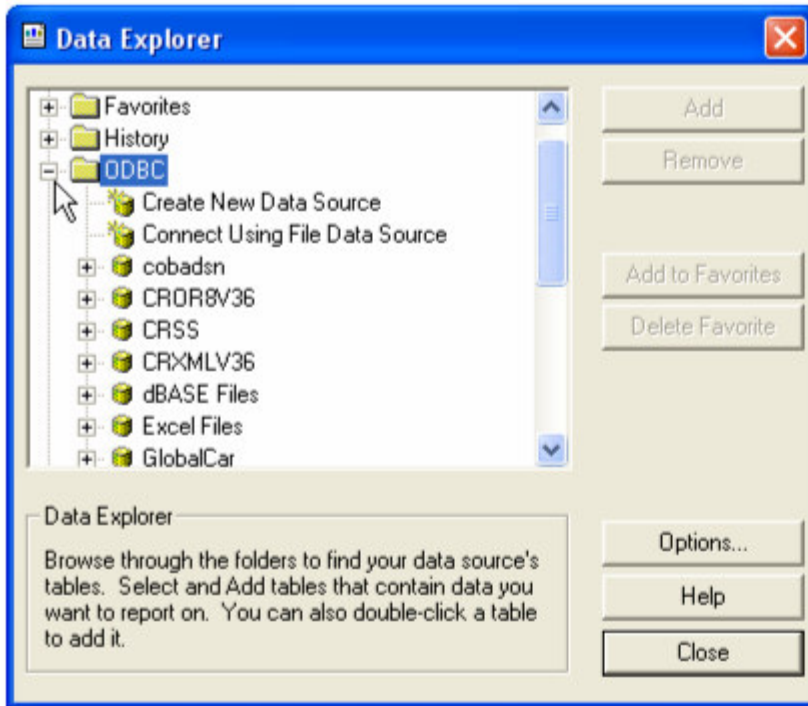 Data Explorer
Favorites
History
ODBC
Create New Data Source
Connect Using File Data Source
cobadsn
CROR8V36
CRSS
CRXMLV36
dBASE Files
Excel Files
GlobalCar
Add
Remove
Add to Favorites
Delete Favorite
Data Explorer
Browse through the folders to find your data source's
tables. Select and Add tables that contain data you
want to report on. You can also double-click a table
to add it.
Options...
Help
Close